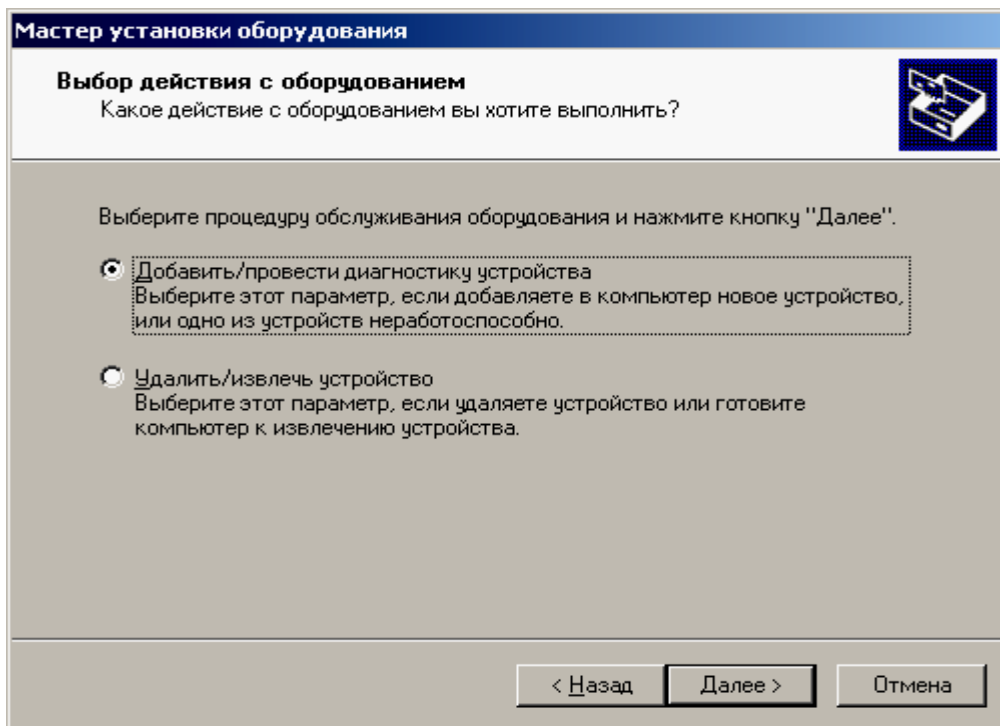 Мастер установки оборудования
Выбор действия с оборудованием
Какое действие с оборудованием вы хотите выполнить?
Выберите процедуру обслуживания оборудования и нажмите кнопку "Далее".
Добавить/провести диагностику устройства
Выберите этот параметр, если добавляете в компьютер новое устройство,
или одно из устройств неработоспособно.
Удалить/извлечь устройство
Выберите этот параметр, если удаляете устройство или готовите
компьютер к извлечению устройства.
< Назад Далее > Отмена